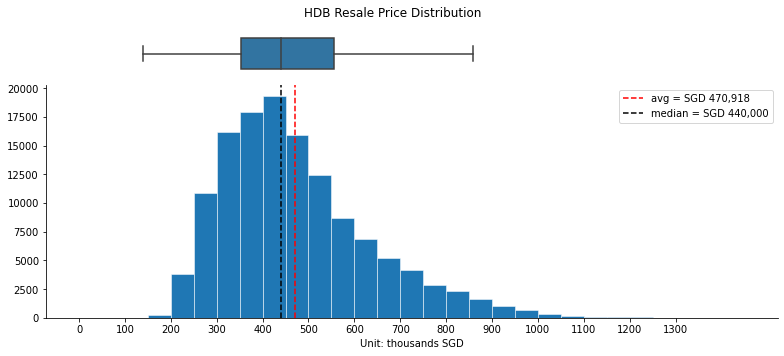 HDB Resale Price Distribution
avg = SGD 470,918
median = SGD 440,000
20000
17500
15000
12500
10000
7500
5000
2500
0
0 100 200 300 400 500 600 700 800 900 1000 1100 1200 1300
Unit: thousands SGD